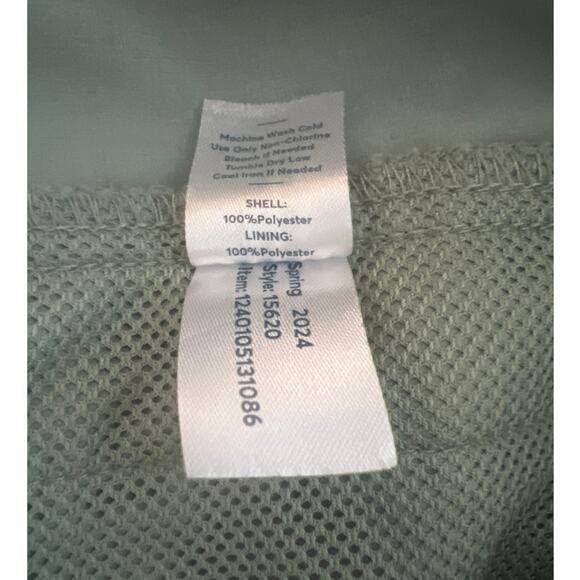 Machine Wash Cold
Use Only Non-Chlorine
Bleach If Needed
Tumble Dry Low
Cool Iron If Needed
SHELL:
100%Polyester
LINING:
100%Polyester
Spring 2024
Style: 15620
Item: 1240105131086